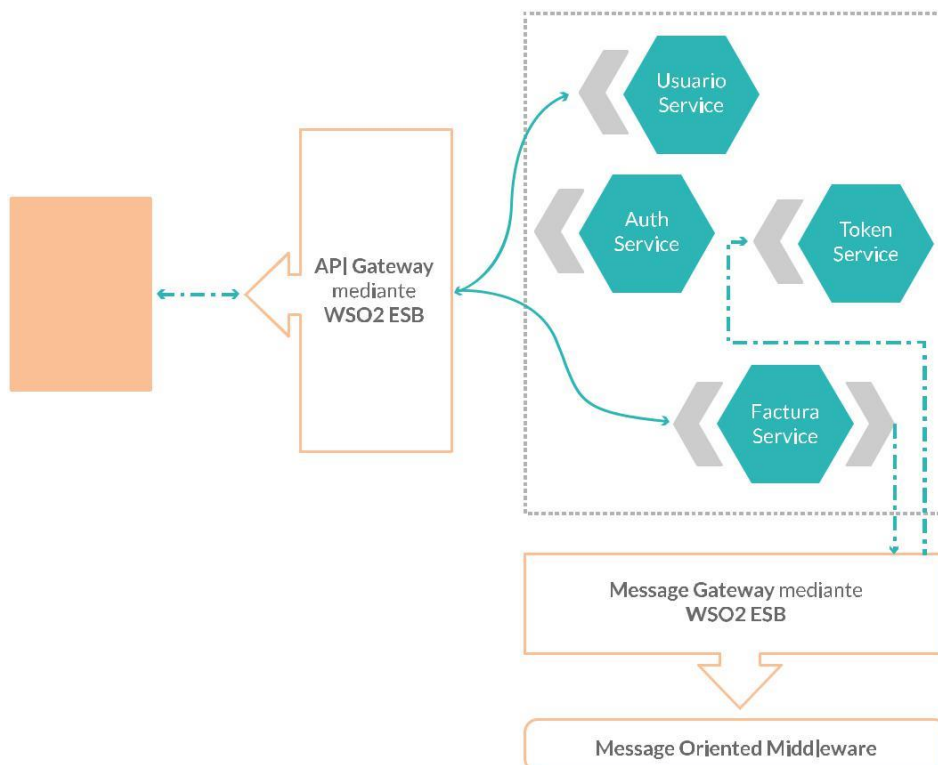 Usuario
Service
Auth
Service
Token
Service
API Gateway
mediante
WSO2 ESB
Factura
Service
Message Gateway mediante
WSO2 ESB
Message Oriented Middleware